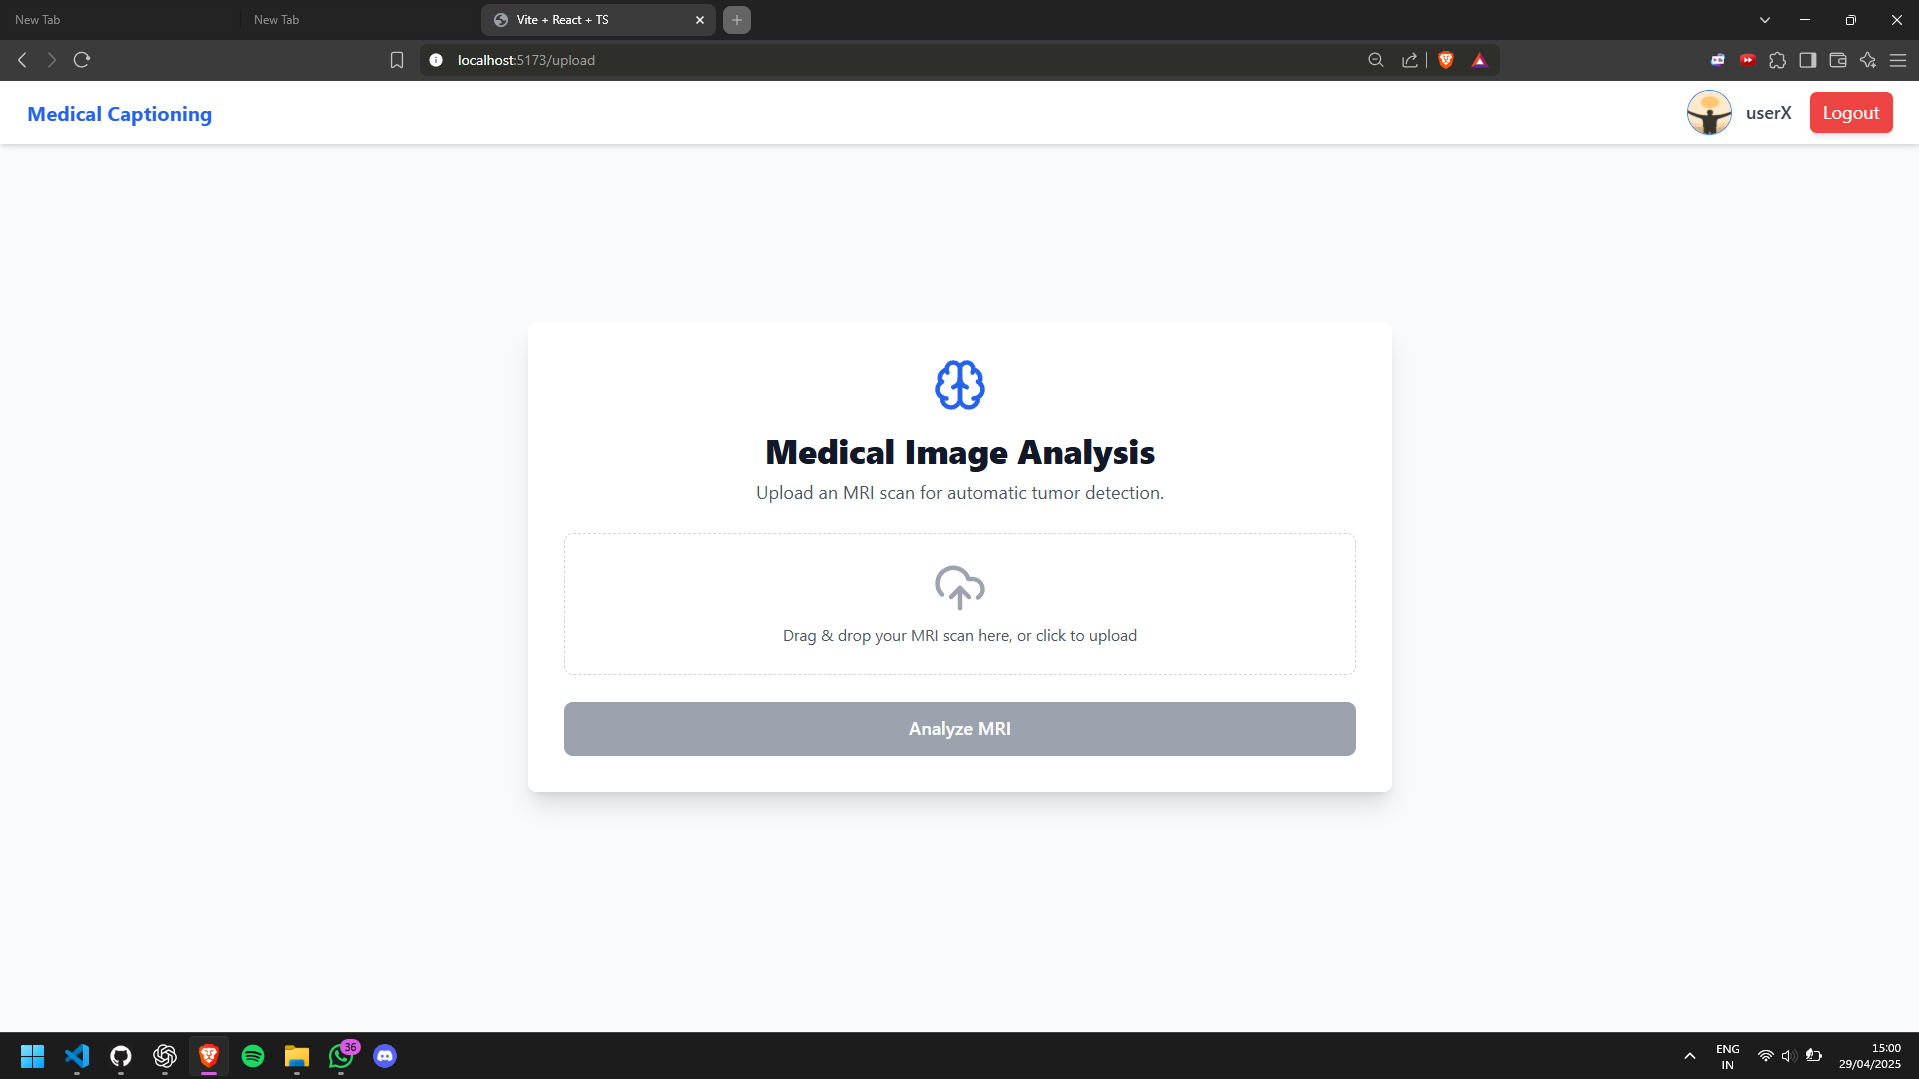 New Tab
New Tab
Vite + React + TS
localhost:5173/upload
Medical Captioning
userX
Logout
Medical Image Analysis
Upload an MRI scan for automatic tumor detection.
Drag & drop your MRI scan here, or click to upload
Analyze MRI
36
ENG
IN
15:00
29/04/2025